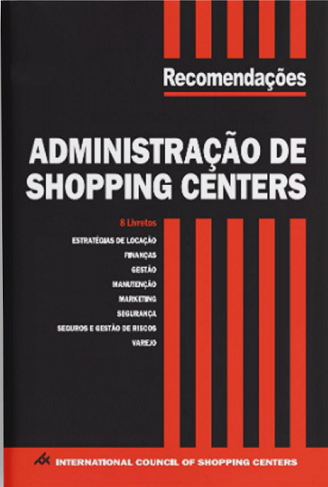 Recomendações
ADMINISTRAÇÃO DE
SHOPPING CENTERS
8 Livretos
ESTRATÉGIAS DE LOCAÇÃO
FINANÇAS
GESTÃO
MANUTENÇÃO
MARKETING
SEGURANÇA
SEGUROS E GESTÃO DE RISCOS
VAREJO
INTERNATIONAL COUNCIL OF SHOPPING CENTERS